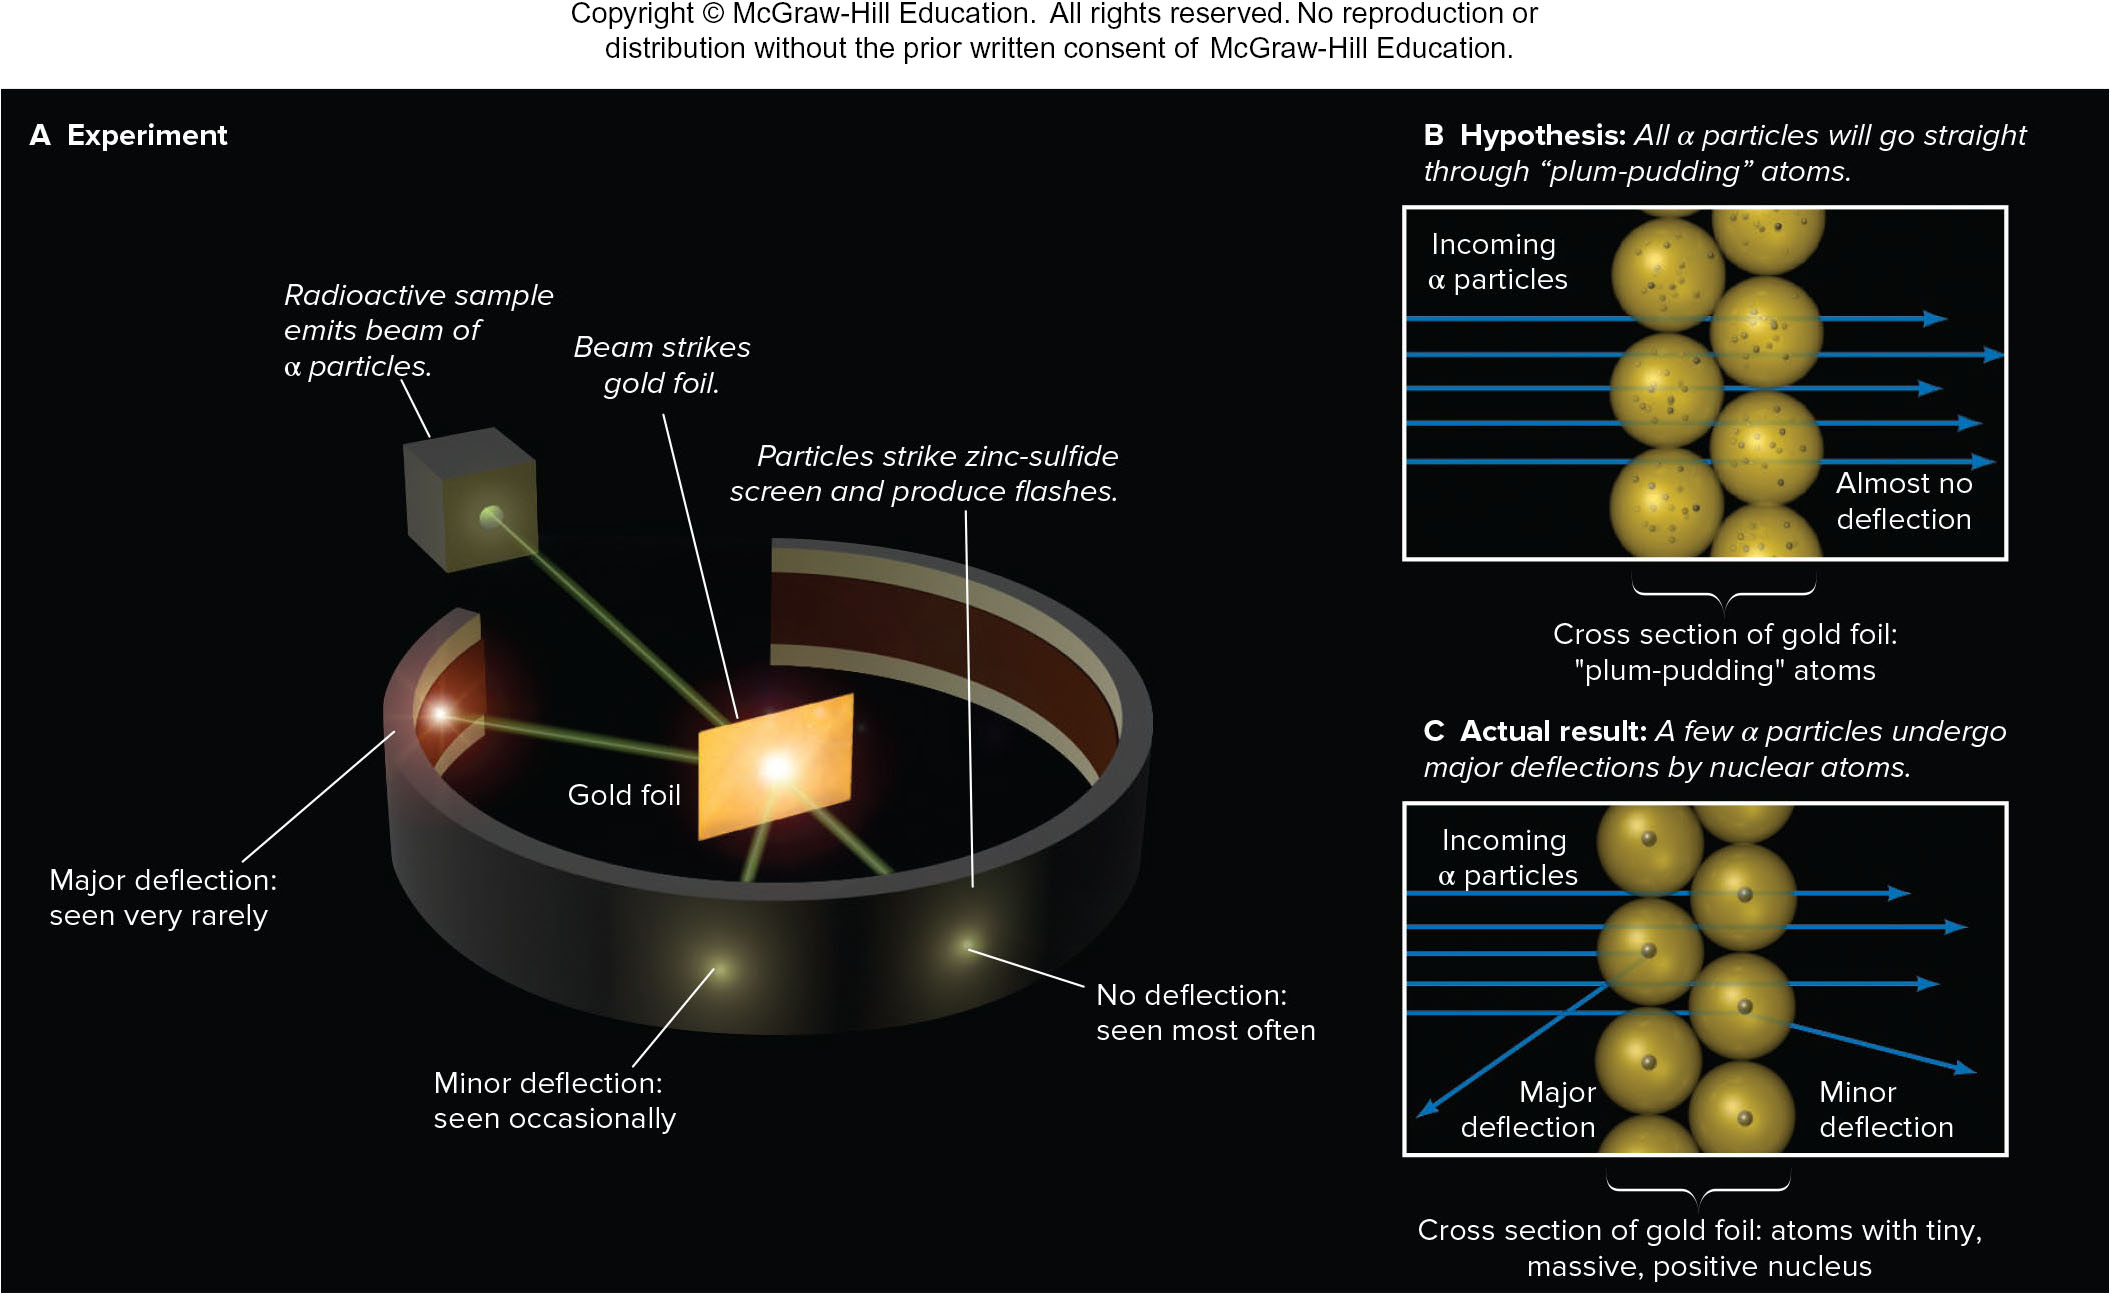 Copyright © McGraw-Hill Education. All rights reserved. No reproduction or
distribution without the prior written consent of McGraw-Hill Education.
A Experiment
Radioactive sample
emits beam of
α particles.
Beam strikes
gold foil.
Particles strike zinc-sulfide
screen and produce flashes.
Gold foil
Major deflection:
seen very rarely
Minor deflection:
seen occasionally
No deflection:
seen most often
B Hypothesis: All α particles will go straight
through “plum-pudding” atoms.
Incoming
α particles
Almost no
deflection
Cross section of gold foil:
"plum-pudding" atoms
C Actual result: A few α particles undergo
major deflections by nuclear atoms.
Incoming
α particles
Major
deflection
Minor
deflection
Cross section of gold foil: atoms with tiny,
massive, positive nucleus